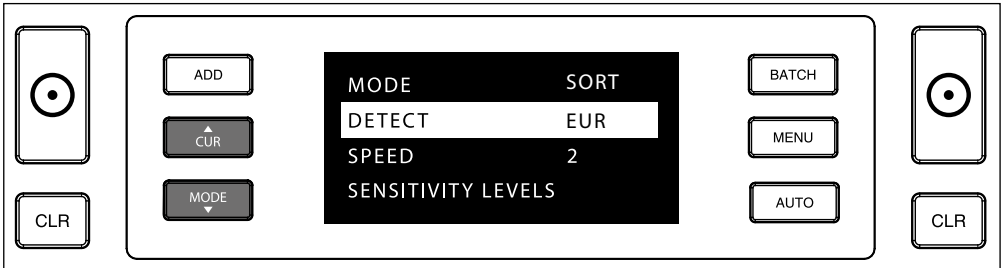 ADD
CUR
MODE
CLR
MODE SORT
DETECT EUR
SPEED 2
SENSITIVITY LEVELS
BATCH
MENU
AUTO
CLR